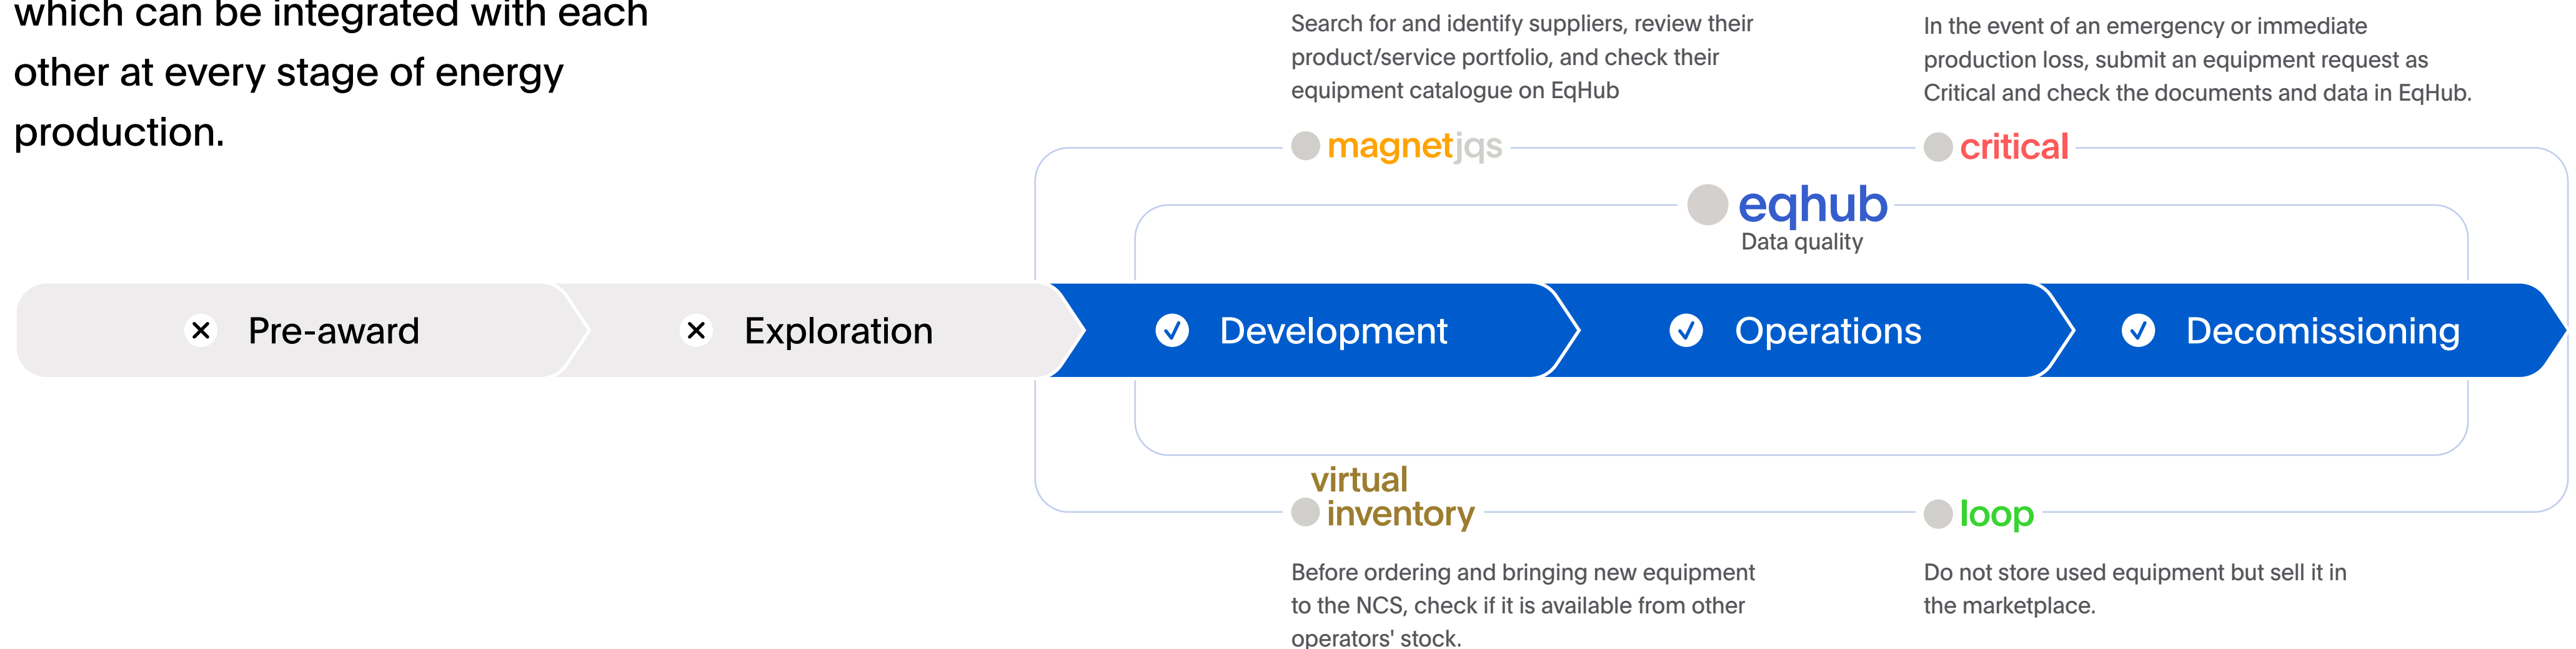 which can be integrated with each
other at every stage of energy
production.
Search for and identify suppliers, review their
product/service portfolio, and check their
equipment catalogue on EqHub
magnetjqs
In the event of an emergency or immediate
production loss, submit an equipment request as
Critical and check the documents and data in EqHub.
critical
eqhub
Data quality
Pre-award
Exploration
Development
Operations
Decomissioning
virtual
inventory
Before ordering and bringing new equipment
to the NCS, check if it is available from other
operators' stock.
loop
Do not store used equipment but sell it in
the marketplace.